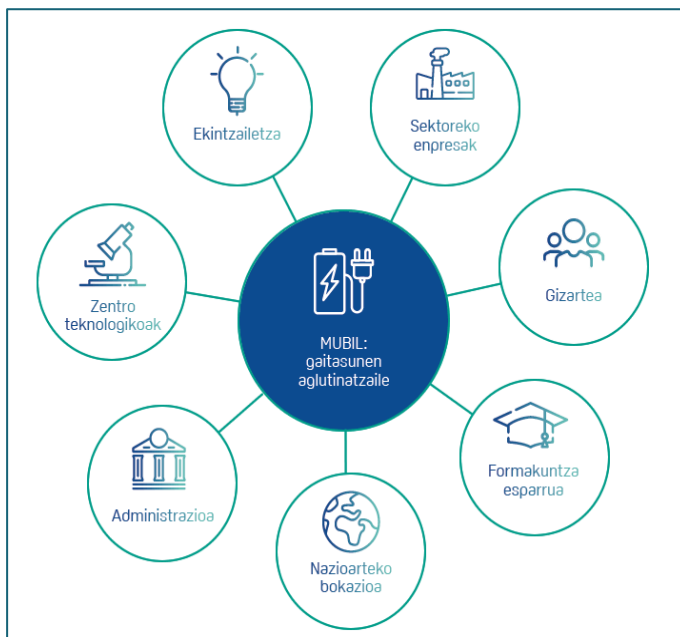 Ekintzailetza
Sektoreko
enpresak
Zentro
teknologikoak
Gizartea
MUBIL:
gaitasunen
aglutinatzaile
Formakuntza
esparrua
Administrazioa
Nazioarteko
bokazioa